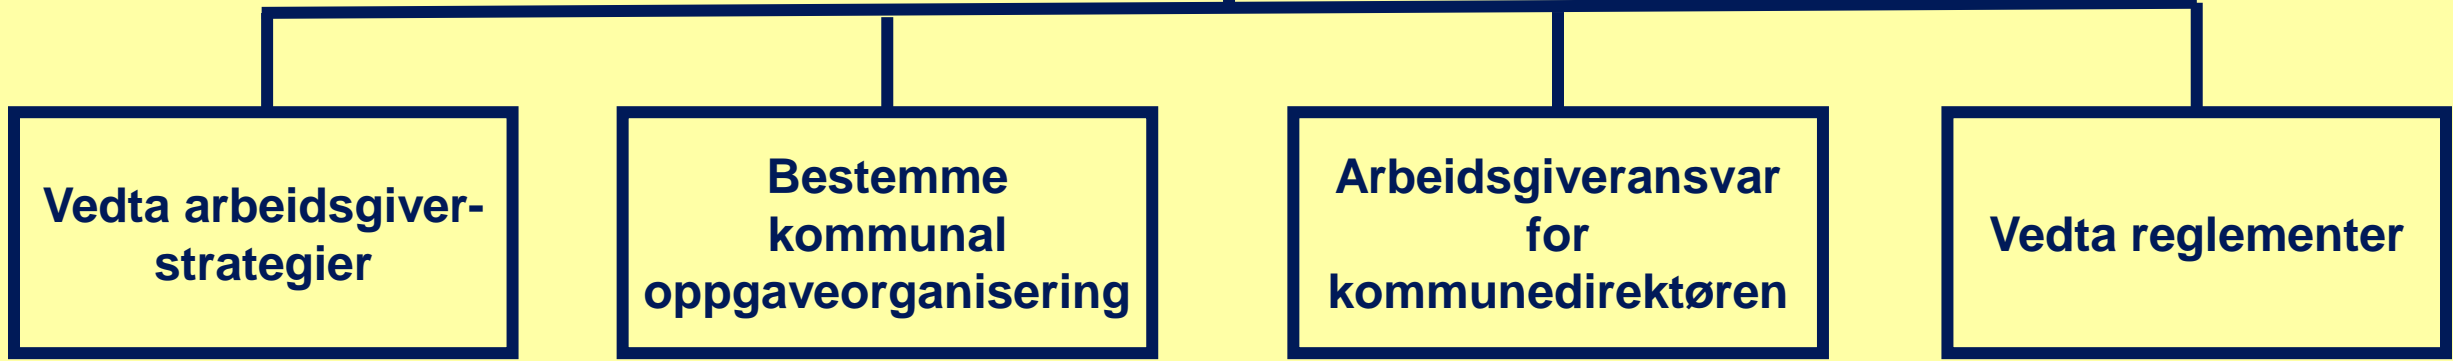 Vedta arbeidsgiver-
strategier
Bestemme
kommunal
oppgaveorganisering
Arbeidsgiveransvar
for
kommunedirektøren
Vedta reglementer